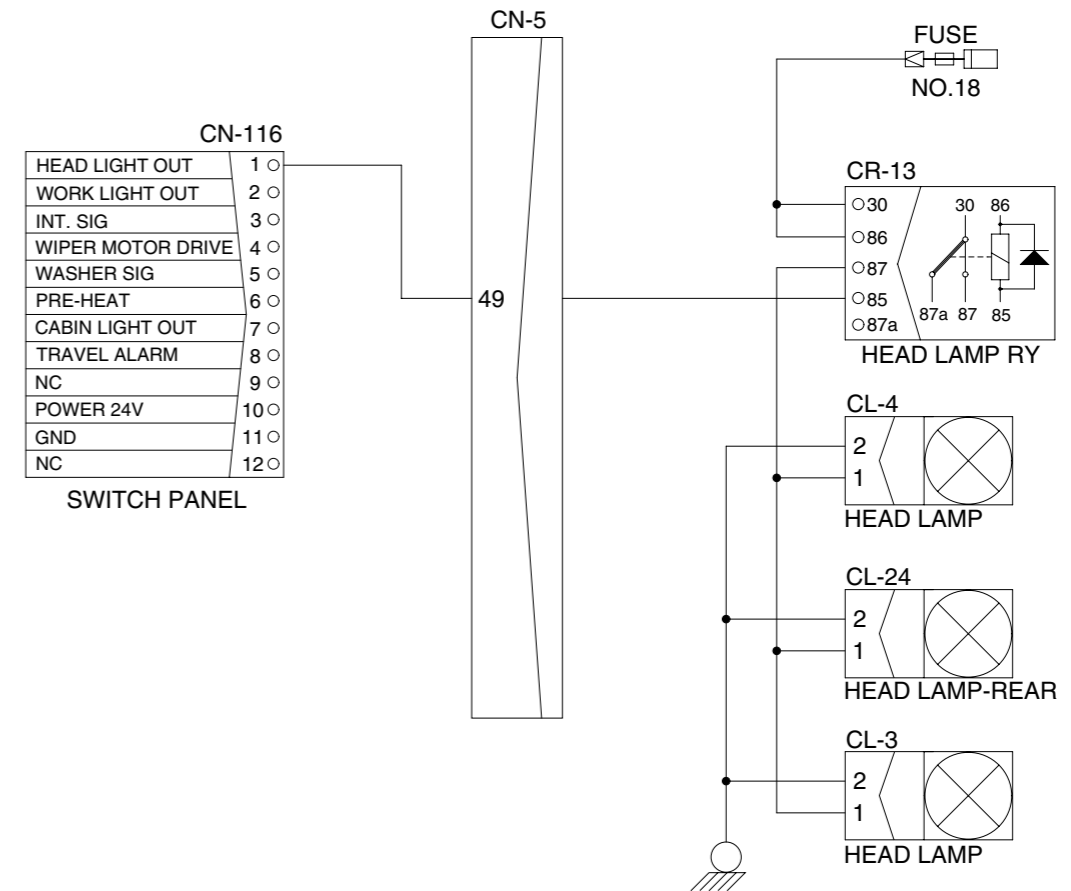 CN-5
FUSE
NO.18
CN-116
HEAD LIGHT OUT 1
WORK LIGHT OUT 2
INT. SIG 3
WIPER MOTOR DRIVE 4
WASHER SIG 5
PRE-HEAT 6
CABIN LIGHT OUT 7
TRAVEL ALARM 8
NC 9
POWER 24V 10
GND 11
NC 12
SWITCH PANEL
49
CR-13
30 30 86
86
87
85 87a 87 85
87a
HEAD LAMP RY
CL-4
2
1
HEAD LAMP
CL-24
2
1
HEAD LAMP-REAR
CL-3
2
1
HEAD LAMP